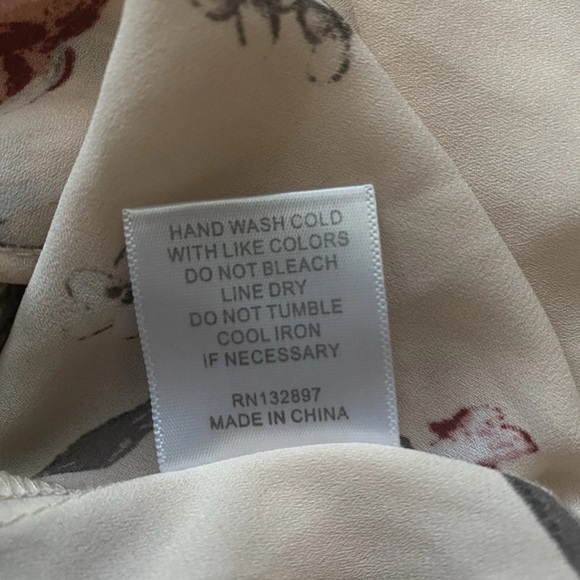 HAND WASH COLD
WITH LIKE COLORS
DO NOT BLEACH
LINE DRY
DO NOT TUMBLE
COOL IRON
IF NECESSARY
RN132897
MADE IN CHINA